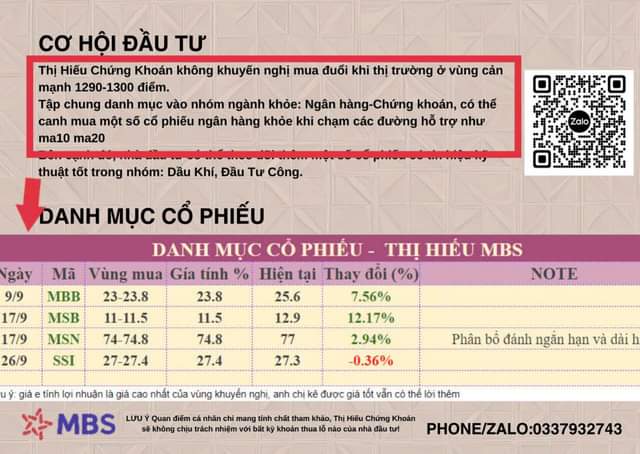 CƠ HỘI ĐẦU TƯ
Thị Hiếu Chứng Khoán không khuyến nghị mua đuổi khi thị trường ở vùng cản
mạnh 1290-1300 điểm.
Tập chung danh mục vào nhóm ngành khỏe: Ngân hàng-Chứng khoán, có thể
canh mua một số cổ phiếu ngân hàng khỏe khi chạm các đường hỗ trợ như
ma10 ma20
Bên cạnh đó, nhà đầu tư có thể theo dõi thêm một số cổ phiếu có tín hiệu kỹ
thuật tốt trong nhóm: Dầu Khí, Đầu Tư Công.
Zalo
DANH MỤC CỔ PHIẾU
DANH MỤC CỔ PHIẾU - THỊ HIẾU MBS
Ngày Mã Vùng mua Gía tính % Hiện tại Thay đổi (%) NOTE
9/9 MBB 23-23.8 23.8 25.6 7.56%
17/9 MSB 11-11.5 11.5 12.9 12.17%
17/9 MSN 74-74.8 74.8 77 2.94% Phân bổ đánh ngắn hạn và dài h
26/9 SSI 27-27.4 27.4 27.3 -0.36%
u ý: giá e tính lợi nhuận là giá cao nhất của vùng khuyến nghị, anh chị kê được giá tốt vẫn có thể lời thêm
MBS
LƯU Ý Quan điểm cá nhân chỉ mang tính chất tham khảo, Thị Hiếu Chứng Khoán
sẽ không chịu trách nhiệm với bất kỳ khoản thua lỗ nào của nhà đầu tư!
PHONE/ZALO:0337932743